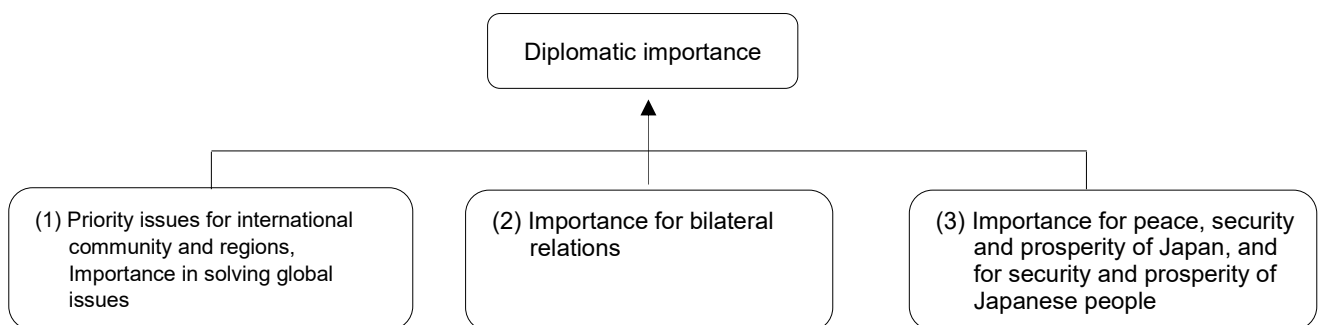 Diplomatic importance
(1) Priority issues for international
community and regions,
Importance in solving global
issues
(2) Importance for bilateral
relations
(3) Importance for peace, security
and prosperity of Japan, and
for security and prosperity of
Japanese people